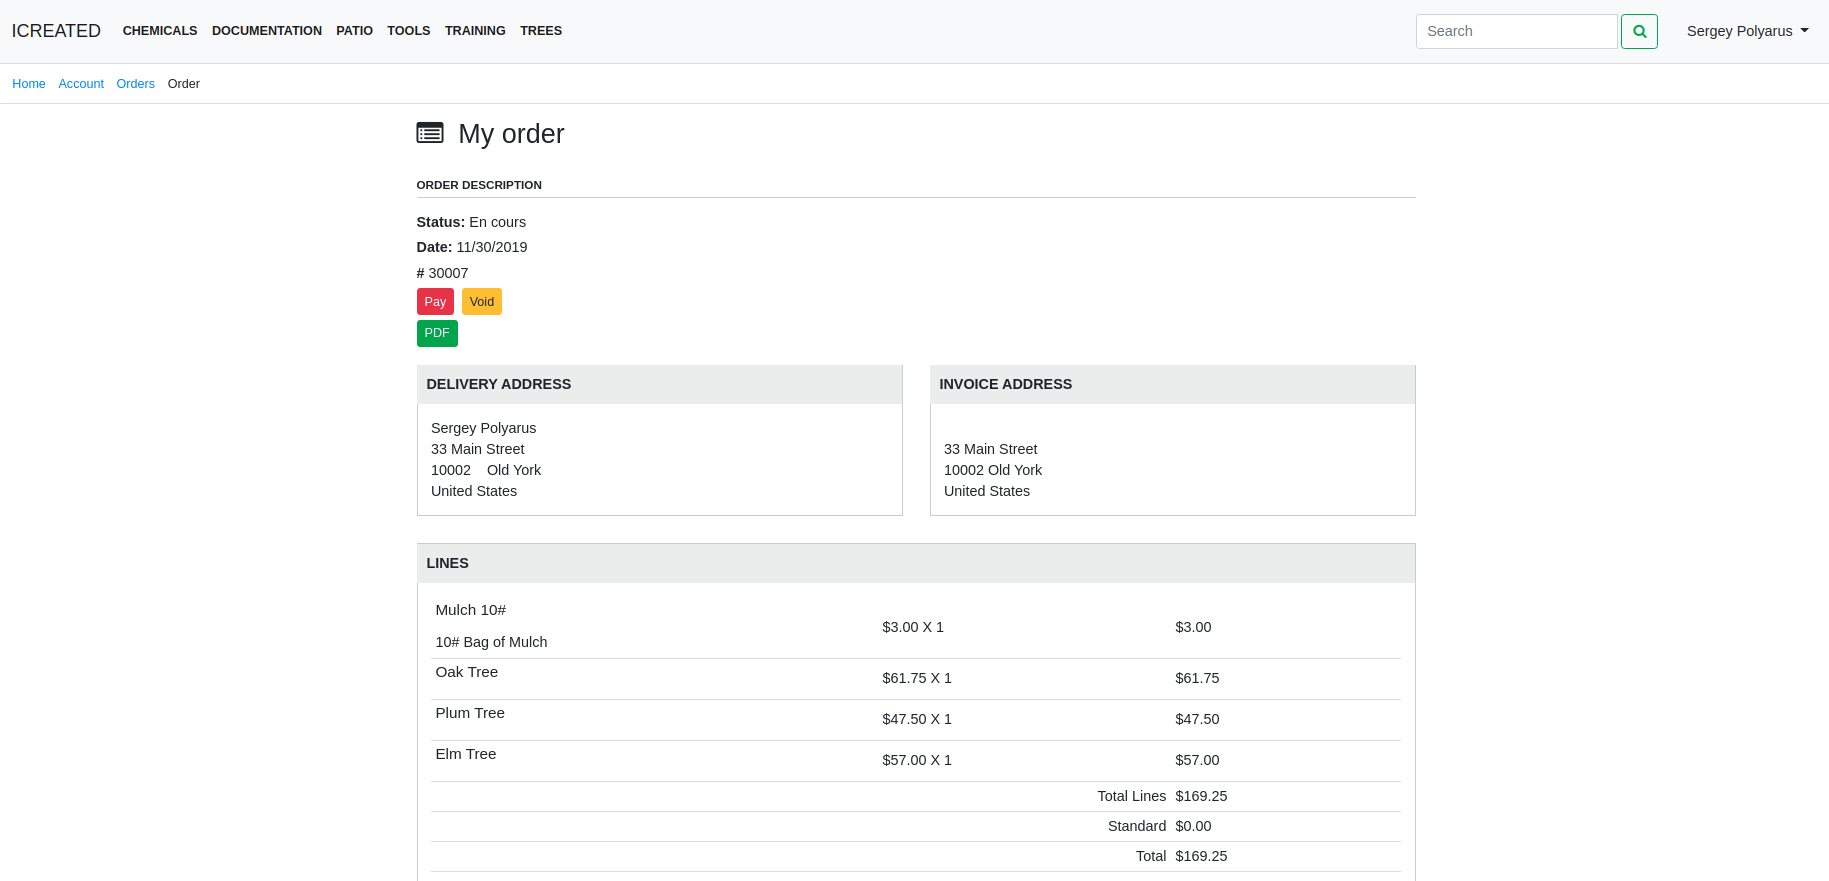 ICREATED CHEMICALS DOCUMENTATION PATIO TOOLS TRAINING TREES Search Sergey Polyarus
Home Account Orders Order
My order
ORDER DESCRIPTION
Status: En cours
Date: 11/30/2019
# 30007
Pay Void
PDF
DELIVERY ADDRESS
Sergey Polyarus
33 Main Street
10002 Old York
United States
INVOICE ADDRESS
33 Main Street
10002 Old York
United States
LINES
Mulch 10#
10# Bag of Mulch
$3.00 X 1 $3.00
Oak Tree $61.75 X 1 $61.75
Plum Tree $47.50 X 1 $47.50
Elm Tree $57.00 X 1 $57.00
Total Lines $169.25
Standard $0.00
Total $169.25